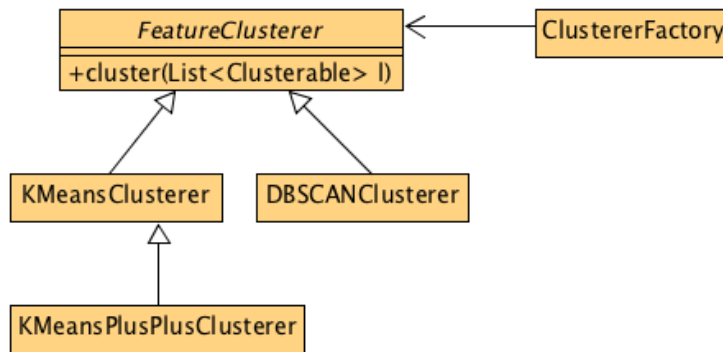 FeatureClusterer
ClustererFactory
+cluster(List<Clusterable> l)
KMeansClusterer
DBSCANClusterer
KMeansPlusPlusClusterer